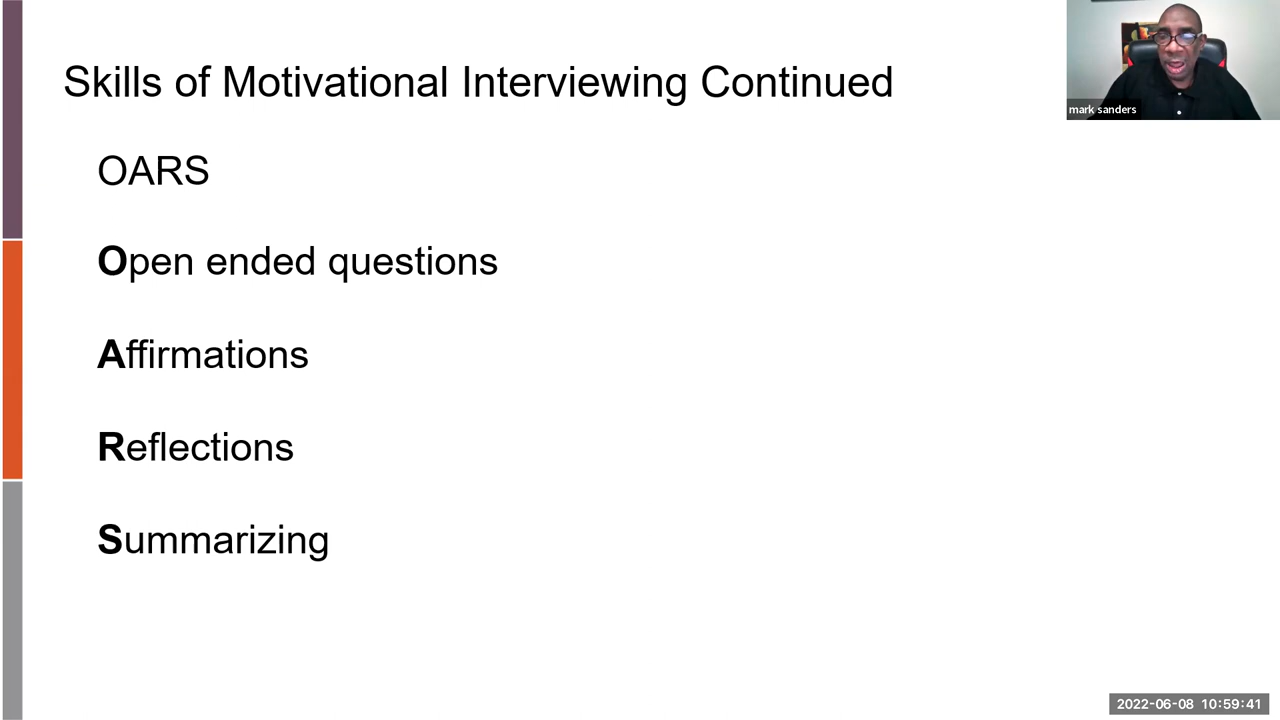 Skills of Motivational Interviewing Continued
mark sanders
OARS
Open ended questions
Affirmations
Reflections
Summarizing
2022-06-08 10:59:41